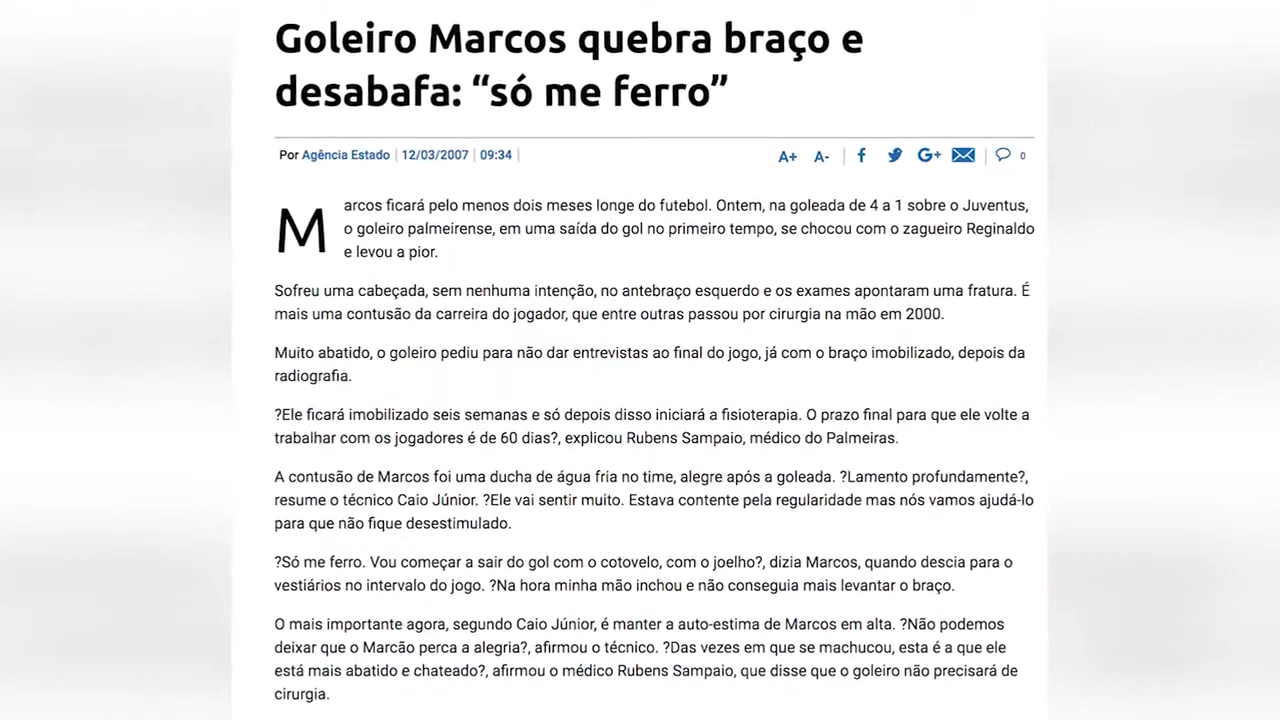 Goleiro Marcos quebra braço e
desabafa: “só me ferro”
Por Agência Estado | 12/03/2007 | 09:34 |
A+ A- | G+ | 0
Marcos ficará pelo menos dois meses longe do futebol. Ontem, na goleada de 4 a 1 sobre o Juventus,
o goleiro palmeirense, em uma saída do gol no primeiro tempo, se chocou com o zagueiro Reginaldo
e levou a pior.
Sofreu uma cabeçada, sem nenhuma intenção, no antebraço esquerdo e os exames apontaram uma fratura. É
mais uma contusão da carreira do jogador, que entre outras passou por cirurgia na mão em 2000.
Muito abatido, o goleiro pediu para não dar entrevistas ao final do jogo, já com o braço imobilizado, depois da
radiografia.
?Ele ficará imobilizado seis semanas e só depois disso iniciará a fisioterapia. O prazo final para que ele volte a
trabalhar com os jogadores é de 60 dias?, explicou Rubens Sampaio, médico do Palmeiras.
A contusão de Marcos foi uma ducha de água fria no time, alegre após a goleada. ?Lamento profundamente?,
resume o técnico Caio Júnior. ?Ele vai sentir muito. Estava contente pela regularidade mas nós vamos ajudá-lo
para que não fique desestimulado.
?Só me ferro. Vou começar a sair do gol com o cotovelo, com o joelho?, dizia Marcos, quando descia para o
vestiários no intervalo do jogo. ?Na hora minha mão inchou e não conseguia mais levantar o braço.
O mais importante agora, segundo Caio Júnior, é manter a auto-estima de Marcos em alta. ?Não podemos
deixar que o Marcão perca a alegria?, afirmou o técnico. ?Das vezes em que se machucou, esta é a que ele
está mais abatido e chateado?, afirmou o médico Rubens Sampaio, que disse que o goleiro não precisará de
cirurgia.